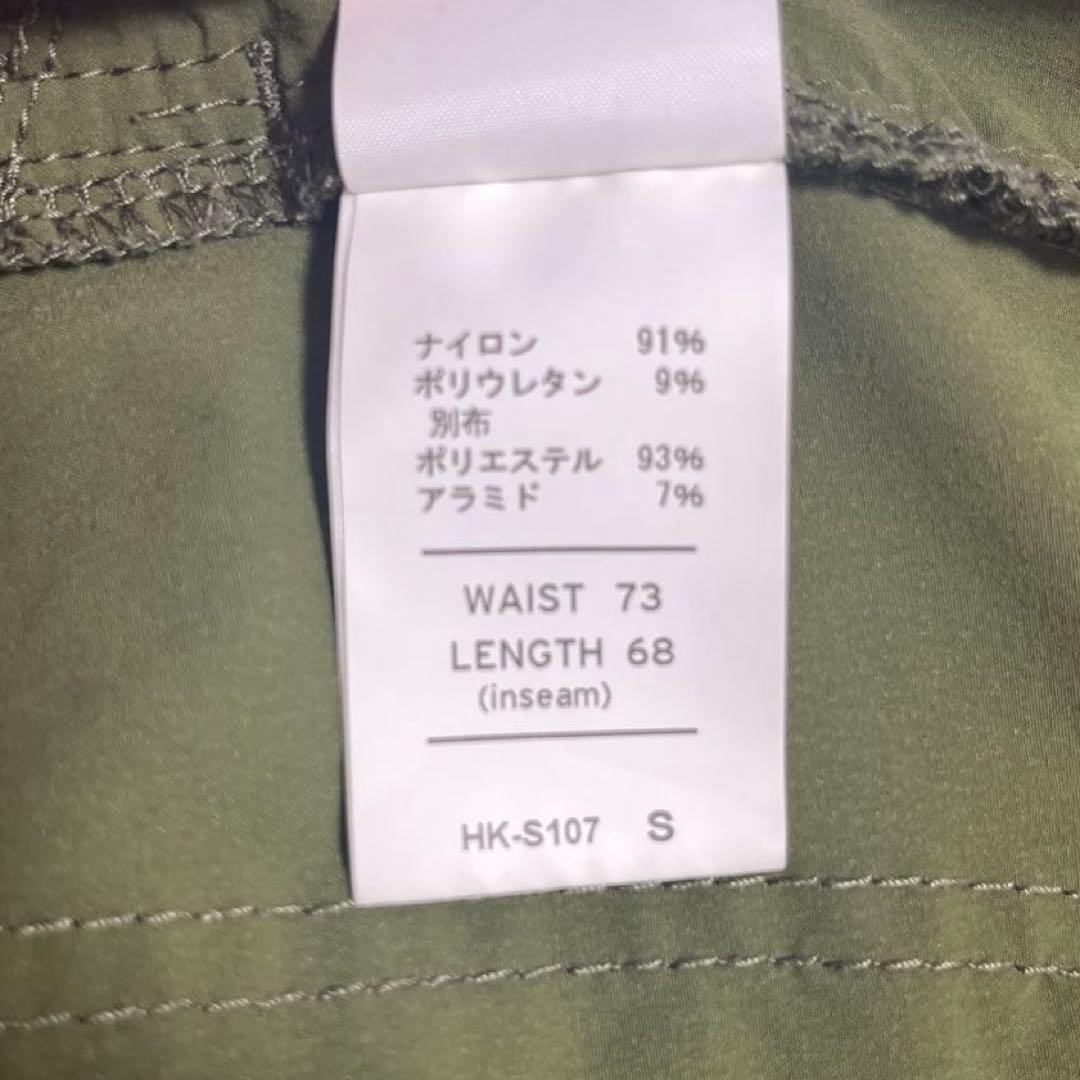 ナイロン 91%
ポリウレタン 9%
別布
ポリエステル 93%
アラミド 7%
WAIST 73
LENGTH 68
(inseam)
HK-S107 S